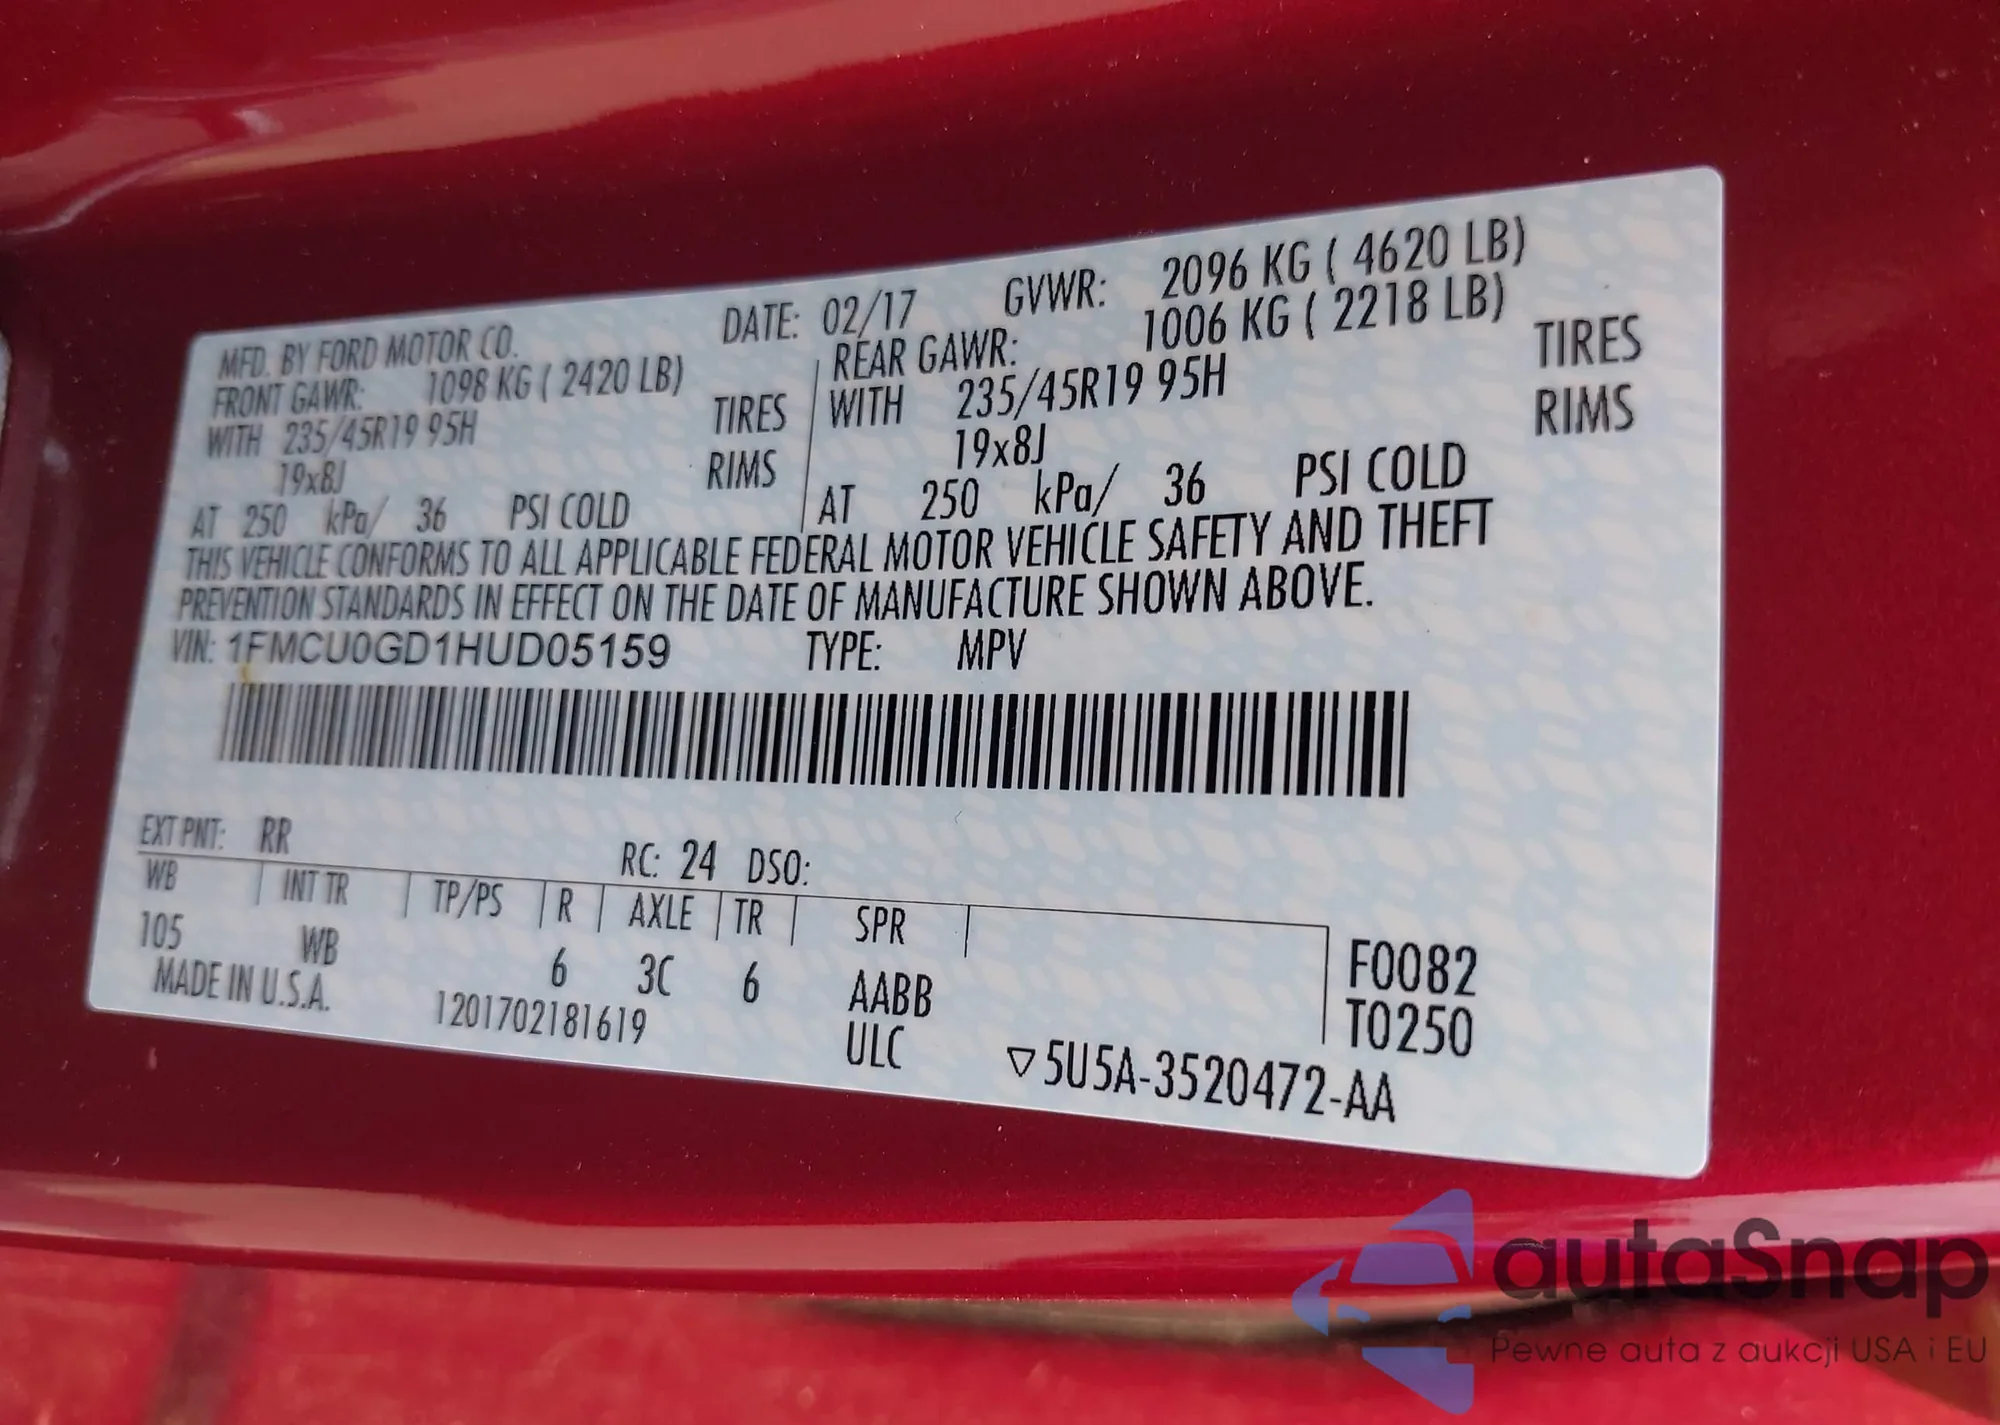 MFD. BY FORD MOTOR CO. DATE: 02/17 GVWR: 2096 KG ( 4620 LB)
FRONT GAWR: 1098 KG ( 2420 LB) REAR GAWR: 1006 KG ( 2218 LB)
WITH 235/45R19 95H TIRES WITH 235/45R19 95H TIRES
19x8J RIMS 19x8J RIMS
AT 250 kPa/ 36 PSI COLD AT 250 kPa/ 36 PSI COLD
THIS VEHICLE CONFORMS TO ALL APPLICABLE FEDERAL MOTOR VEHICLE SAFETY AND THEFT
PREVENTION STANDARDS IN EFFECT ON THE DATE OF MANUFACTURE SHOWN ABOVE.
VIN: 1FMCU0GD1HUD05159 TYPE: MPV
EXT PNT: RR RC: 24 DSO:
WB INT TR TP/PS R AXLE TR SPR
105 WB 6 3C 6 AABB F0082
MADE IN U.S.A. 1201702181619 ULC T0250
▽5U5A-3520472-AA
autaSnap
Pewne auta z aukcji USA i EU